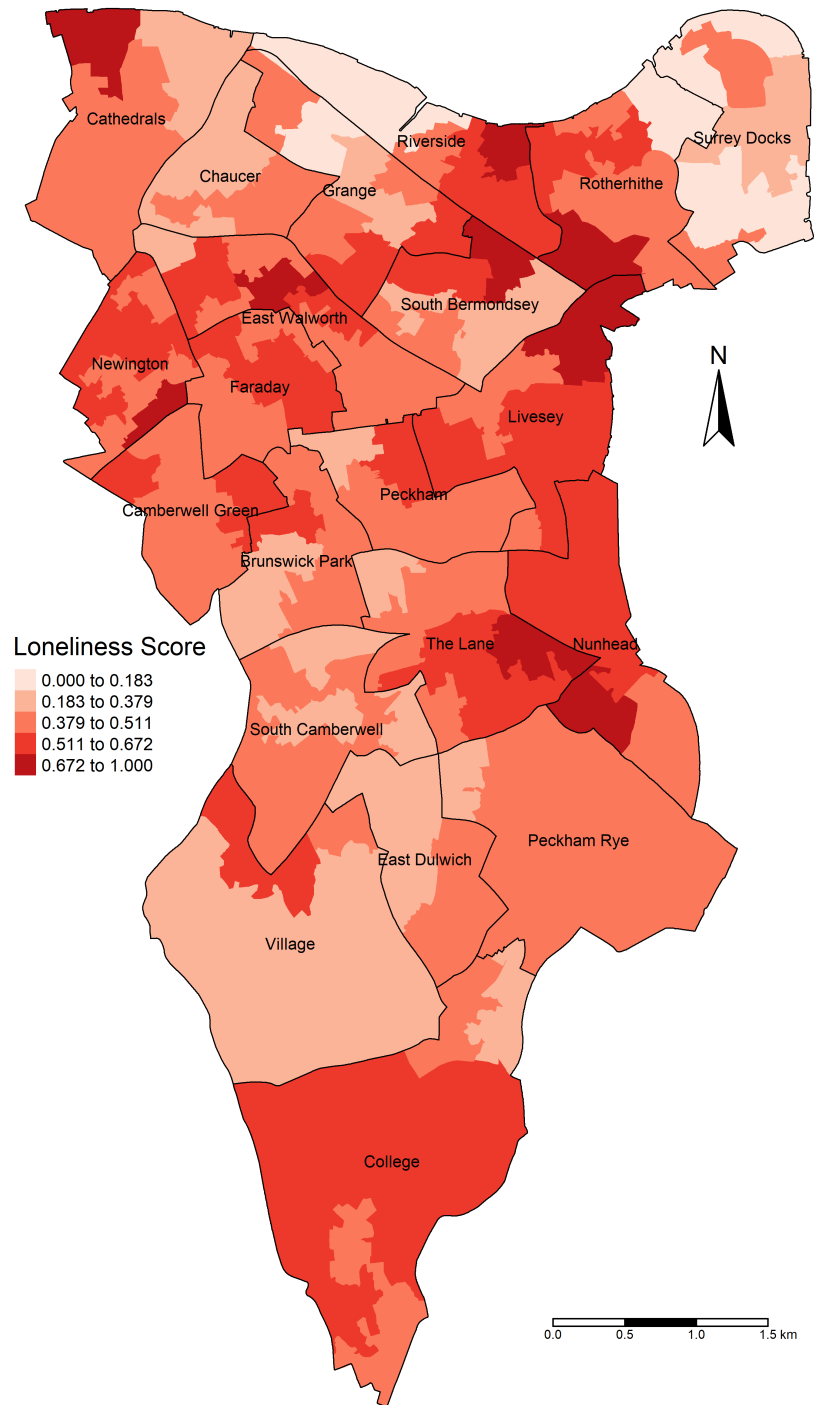 Cathedrals
Riverside
Surrey Docks
Chaucer
Grange
Rotherhithe
South Bermondsey
East Walworth
N
Newington
Faraday
Livesey
Peckham
Camberwell Green
Brunswick Park
Loneliness Score
0.000 to 0.183
0.183 to 0.379
0.379 to 0.511
0.511 to 0.672
0.672 to 1.000
The Lane
Nunhead
South Camberwell
Peckham Rye
East Dulwich
Village
College
0.0 0.5 1.0 1.5 km